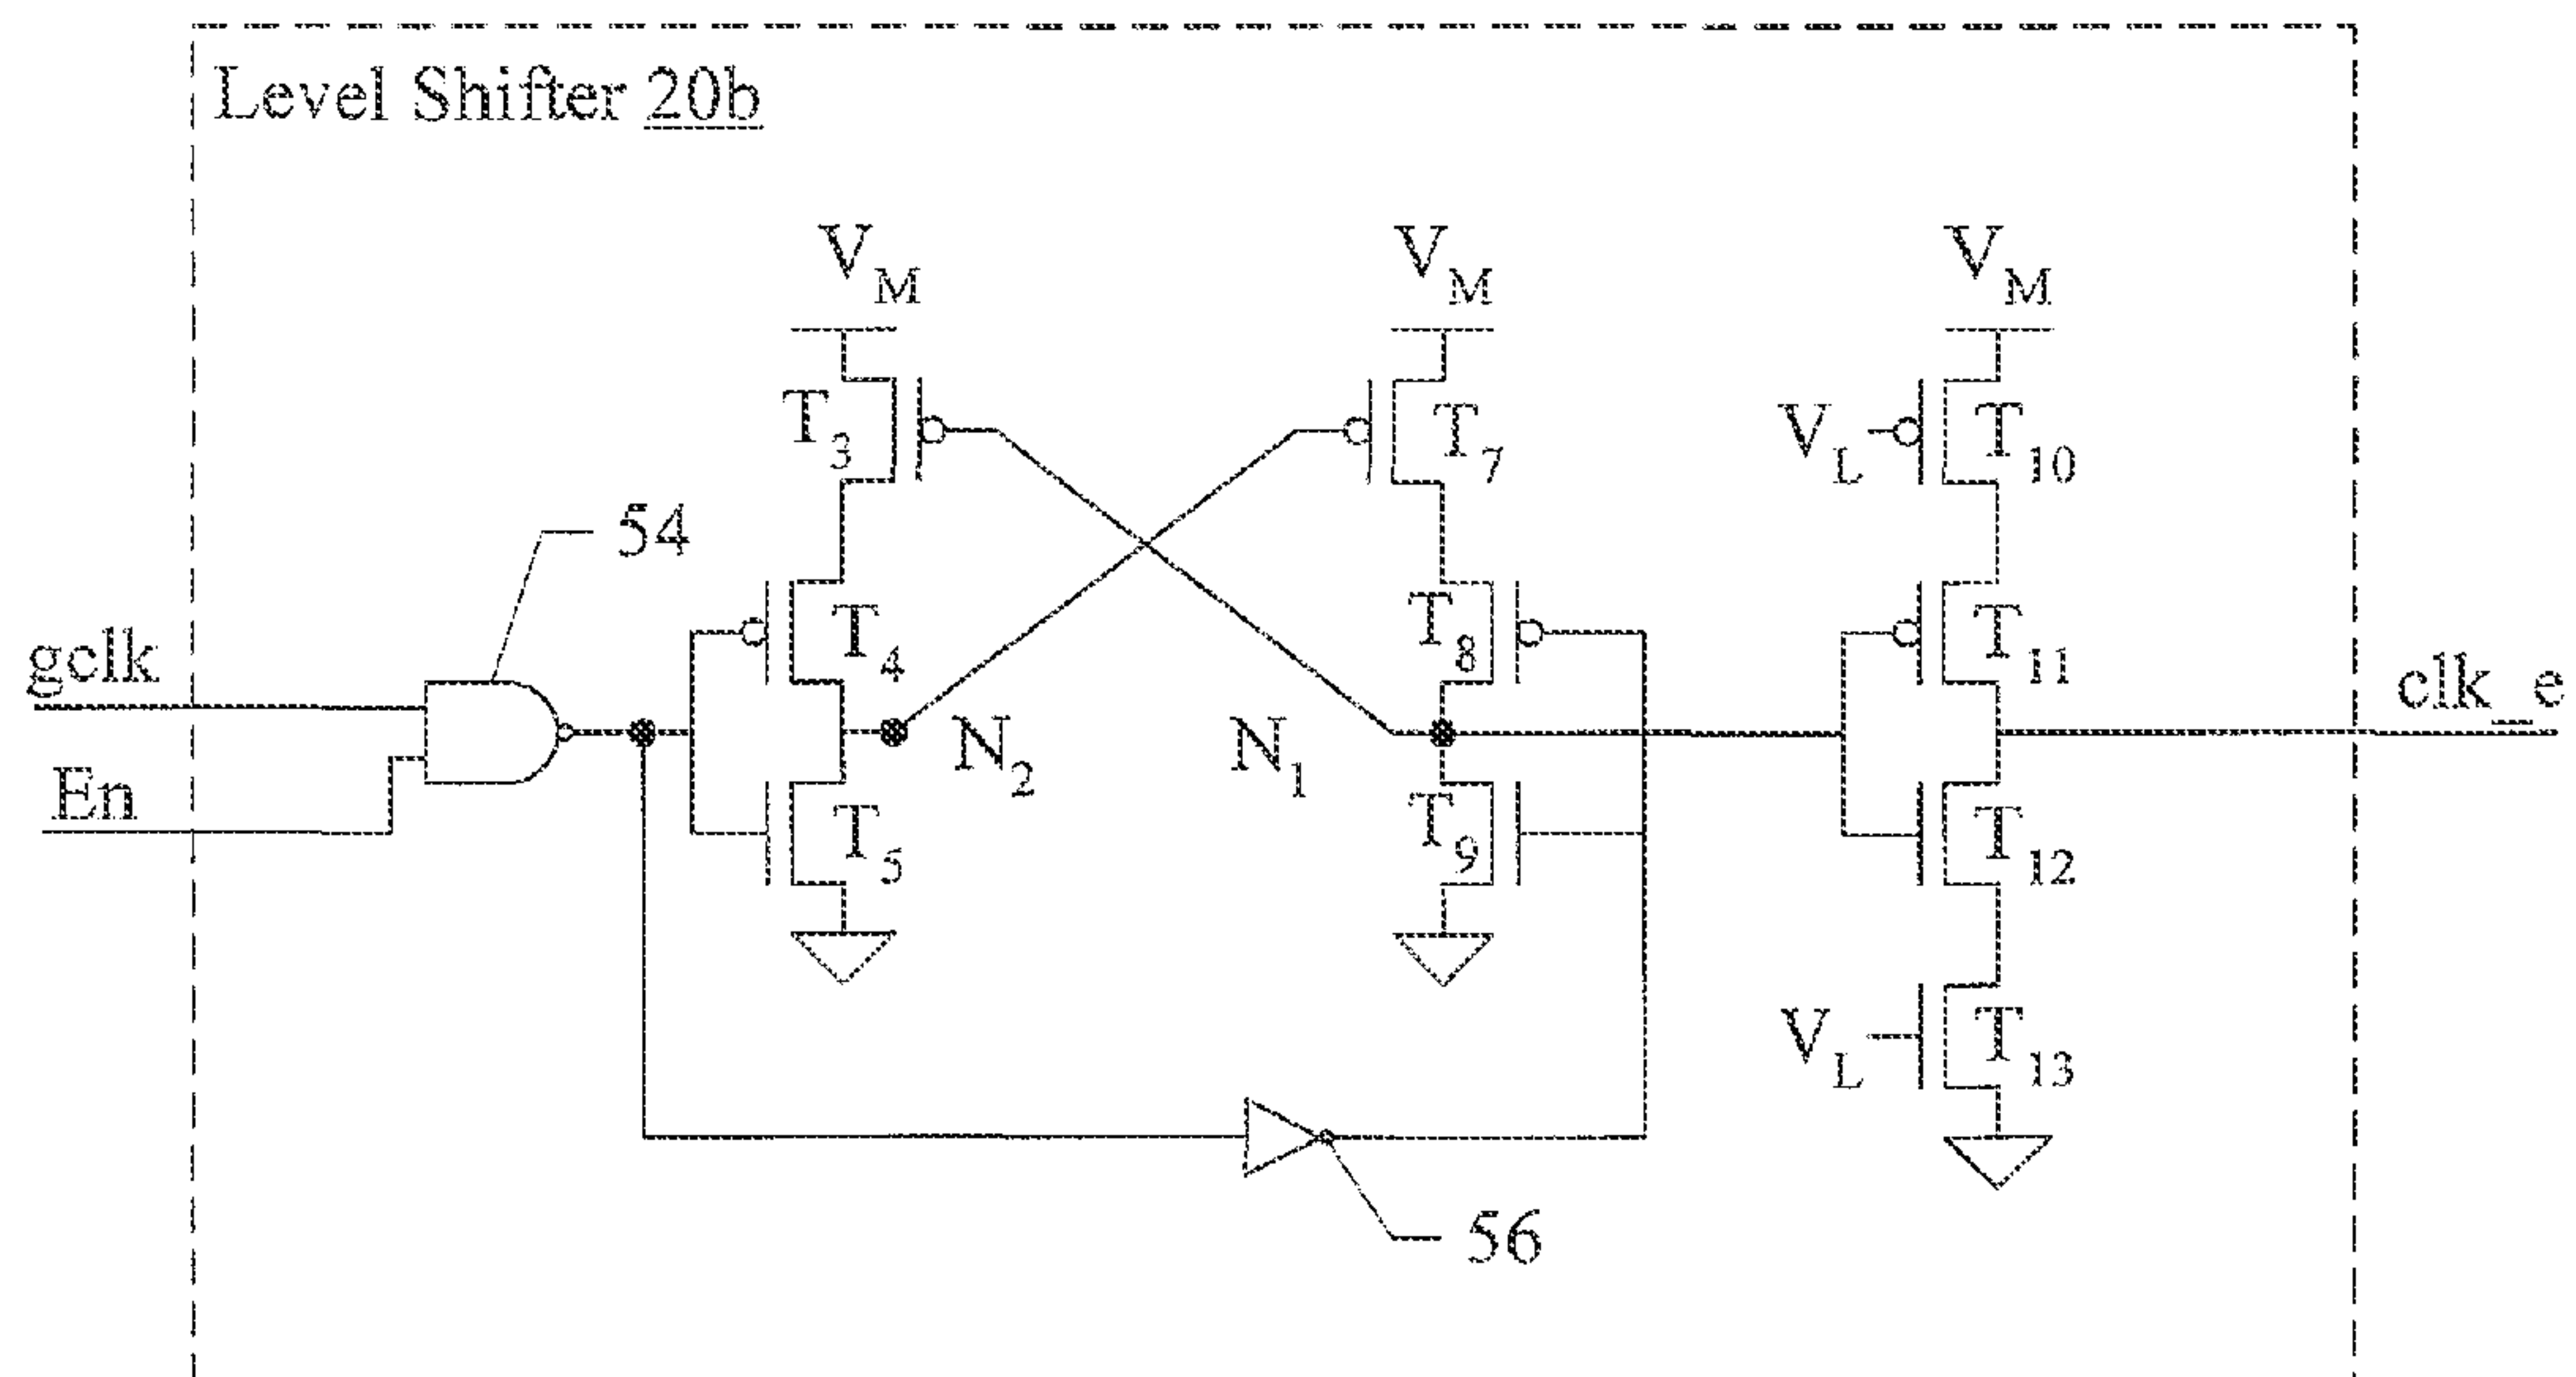 Level Shifter 20b
V_M
V_M
V_M
T_3
T_7
V_L
T_10
54
T_4
T_8
T_11
gclk
clk_e
N_2
N_1
En
T_5
T_9
T_12
V_L
T_13
56